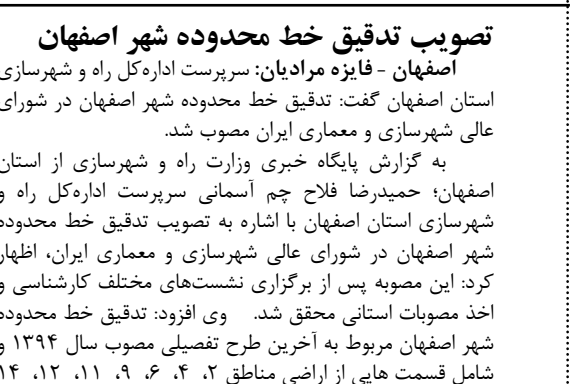 تصویب تدقیق خط محدوده شهر اصفهان
اصفهان - فایزه مرادیان: سرپرست اداره‌کل راه و شهرسازی
استان اصفهان گفت: تدقیق خط محدوده شهر اصفهان در شورای
عالی شهرسازی و معماری ایران مصوب شد.
به گزارش پایگاه خبری وزارت راه و شهرسازی از استان
اصفهان؛ حمیدرضا فلاح چم آسمانی سرپرست اداره‌کل راه و
شهرسازی استان اصفهان با اشاره به تصویب تدقیق خط محدوده
شهر اصفهان در شورای عالی شهرسازی و معماری ایران، اظهار
کرد: این مصوبه پس از برگزاری نشست‌های مختلف کارشناسی و
اخذ مصوبات استانی محقق شد. وی افزود: تدقیق خط محدوده
شهر اصفهان مربوط به آخرین طرح تفصیلی مصوب سال ۱۳۹۴ و
شامل قسمت هایی از اراضی مناطق ۲، ۴، ۶، ۹، ۱۱، ۱۲، ۱۴